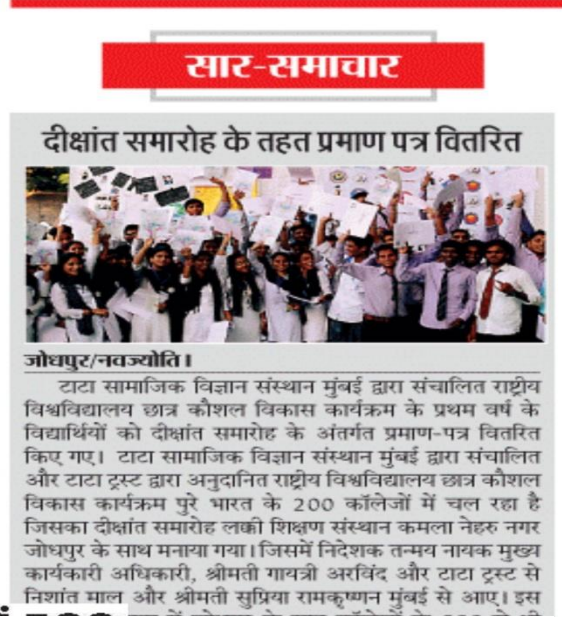 सार-समाचार
दीक्षांत समारोह के तहत प्रमाण पत्र वितरित
जोधपुर/नवज्योति।
टाटा सामाजिक विज्ञान संस्थान मुंबई द्वारा संचालित राष्ट्रीय
विश्वविद्यालय छात्र कौशल विकास कार्यक्रम के प्रथम वर्ष के
विद्यार्थियों को दीक्षांत समारोह के अंतर्गत प्रमाण-पत्र वितरित
किए गए। टाटा सामाजिक विज्ञान संस्थान मुंबई द्वारा संचालित
और टाटा ट्रस्ट द्वारा अनुदानित राष्ट्रीय विश्वविद्यालय छात्र कौशल
विकास कार्यक्रम पुरे भारत के 200 कॉलेजों में चल रहा है
जिसका दीक्षांत समारोह लक्की शिक्षण संस्थान कमला नेहरु नगर
जोधपुर के साथ मनाया गया। जिसमें निदेशक तन्मय नायक मुख्य
कार्यकारी अधिकारी, श्रीमती गायत्री अरविंद और टाटा ट्रस्ट से
निशांत माल और श्रीमती सुप्रिया रामकृष्णन मुंबई से आए। इस